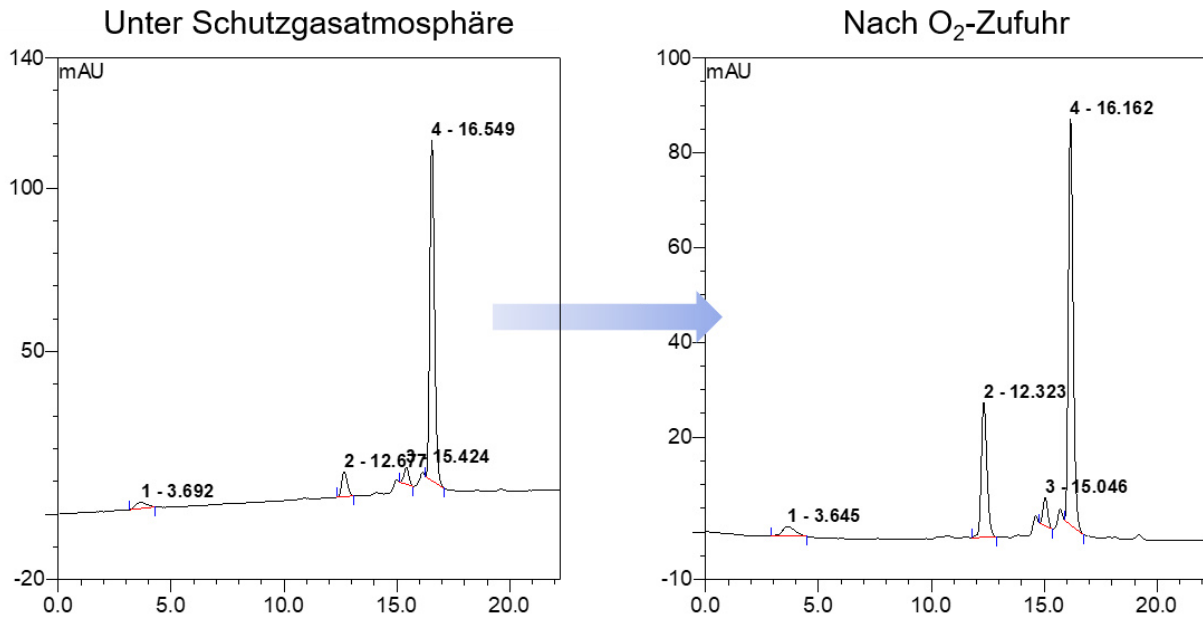 Unter Schutzgasatmosphäre
140
mAU
4 - 16.549
100
50
2 - 12.677
3 - 15.424
1 - 3.692
-20
0.0 5.0 10.0 15.0 20.0
Nach O₂-Zufuhr
100
mAU
4 - 16.162
80
60
40
2 - 12.323
20
3 - 15.046
1 - 3.645
-10
0.0 5.0 10.0 15.0 20.0